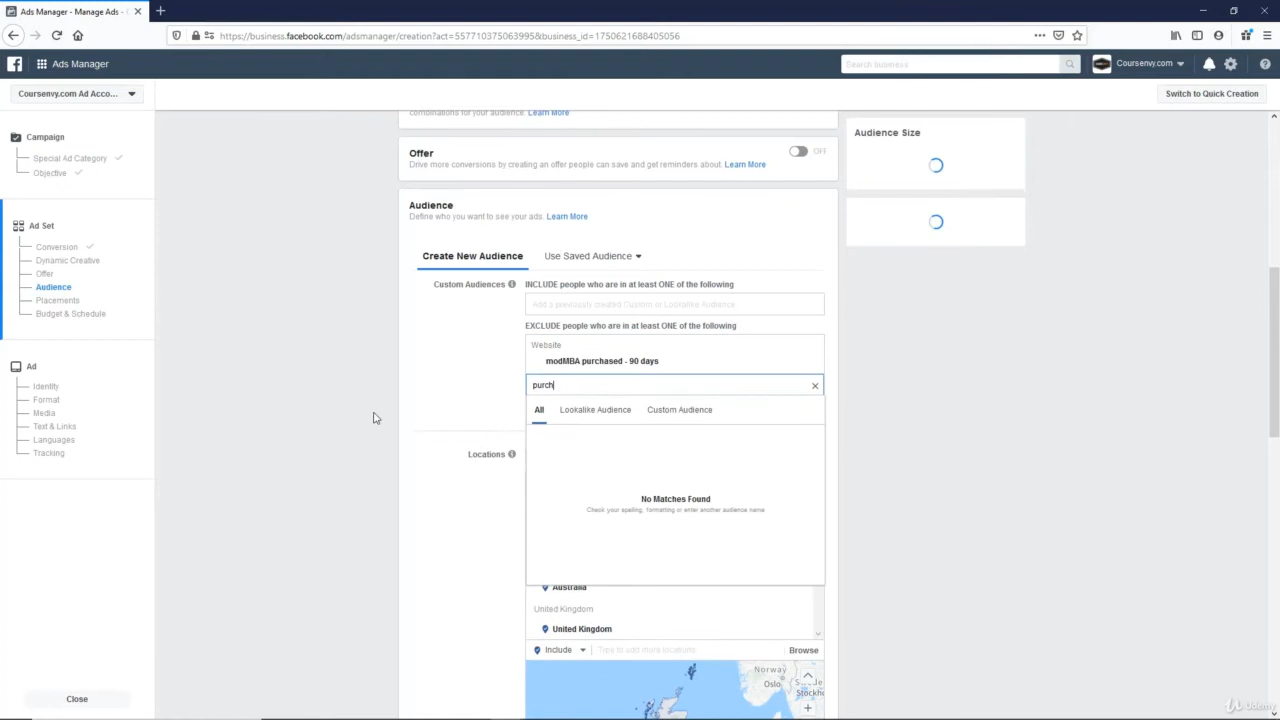 Ads Manager - Manage Ads -
https://business.facebook.com/adsmanager/creation?act=557710375063995&business_id=1750621688405056
Ads Manager
Search business
Coursenvy.com
Coursenvy.com Ad Acco...
Switch to Quick Creation
Campaign
Special Ad Category
Objective
Ad Set
Conversion
Dynamic Creative
Offer
Audience
Placements
Budget & Schedule
Ad
Identity
Format
Media
Text & Links
Languages
Tracking
Close
combinations for your audience. Learn More
Offer
OFF
Drive more conversions by creating an offer people can save and get reminders about. Learn More
Audience
Define who you want to see your ads. Learn More
Create New Audience
Use Saved Audience
Custom Audiences
INCLUDE people who are in at least ONE of the following
Add a previously created Custom or Lookalike Audience
EXCLUDE people who are in at least ONE of the following
Website
modMBA purchased - 90 days
purch
All
Lookalike Audience
Custom Audience
No Matches Found
Check your spelling, formatting or enter another audience name
Locations
Australia
United Kingdom
United Kingdom
Include
Type to add more locations
Browse
Norway
Oslo
Audience Size
Udemy